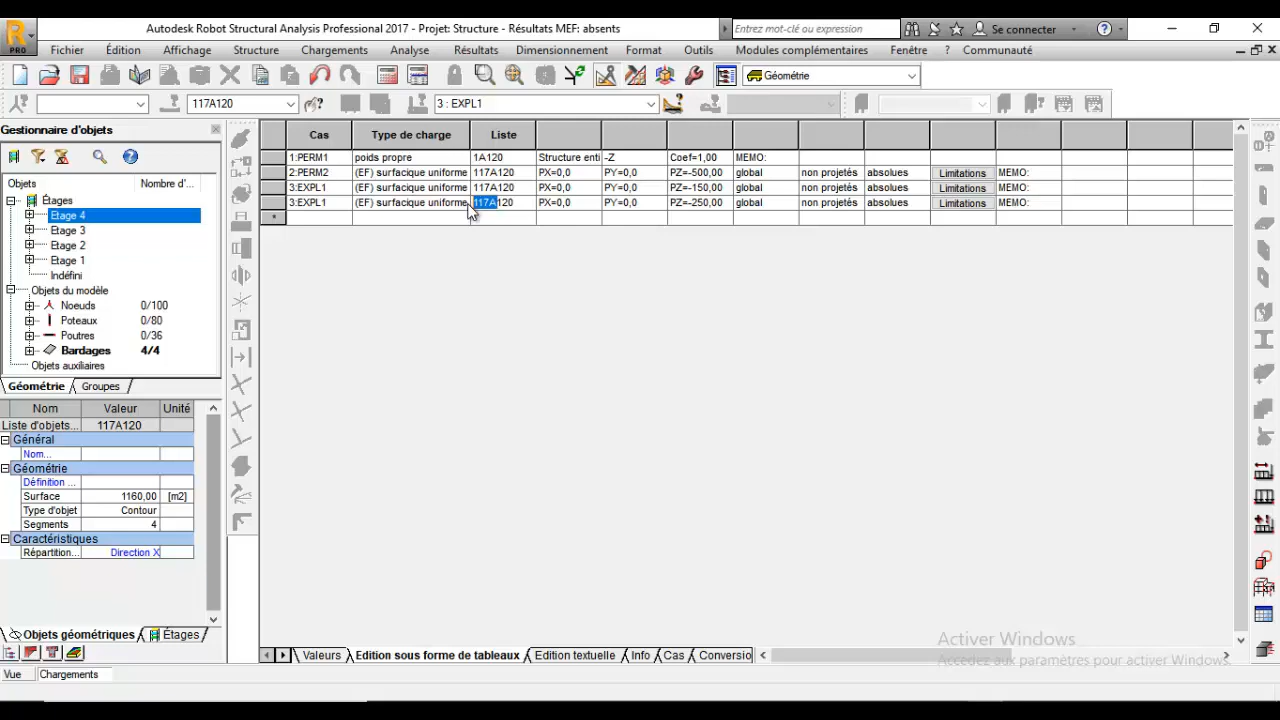 Autodesk Robot Structural Analysis Professional 2017 - Projet: Structure - Résultats MEF: absents
Entrez mot-clé ou expression
Se connecter
PRO
Fichier Édition Affichage Structure Chargements Analyse Résultats Dimensionnement Format Outils Modules complémentaires Fenêtre ? Communauté
Géométrie
117A120
3 : EXPL1
Gestionnaire d'objets
Objets Nombre d'...
Étages
Etage 4
Etage 3
Etage 2
Etage 1
Indéfini
Objets du modèle
Noeuds 0/100
Poteaux 0/80
Poutres 0/36
Bardages 4/4
Objets auxiliaires
Géométrie Groupes
Nom Valeur Unité
Liste d'objets... 117A120
Général
Nom...
Géométrie
Définition ...
Surface 1160,00 [m2]
Type d'objet Contour
Segments 4
Caractéristiques
Répartition... Direction X
Objets géométriques Étages
Cas Type de charge Liste
1:PERM1 poids propre 1A120 Structure enti -Z Coef=1,00 MEMO:
2:PERM2 (EF) surfacique uniforme 117A120 PX=0,0 PY=0,0 PZ=-500,00 global non projetés absolues Limitations MEMO:
3:EXPL1 (EF) surfacique uniforme 117A120 PX=0,0 PY=0,0 PZ=-150,00 global non projetés absolues Limitations MEMO:
3:EXPL1 (EF) surfacique uniforme 117A120 PX=0,0 PY=0,0 PZ=-250,00 global non projetés absolues Limitations MEMO:
*
Activer Windows
Accédez aux paramètres pour activer Windows.
Valeurs Edition sous forme de tableaux Edition textuelle Info Cas Conversio
Vue Chargements